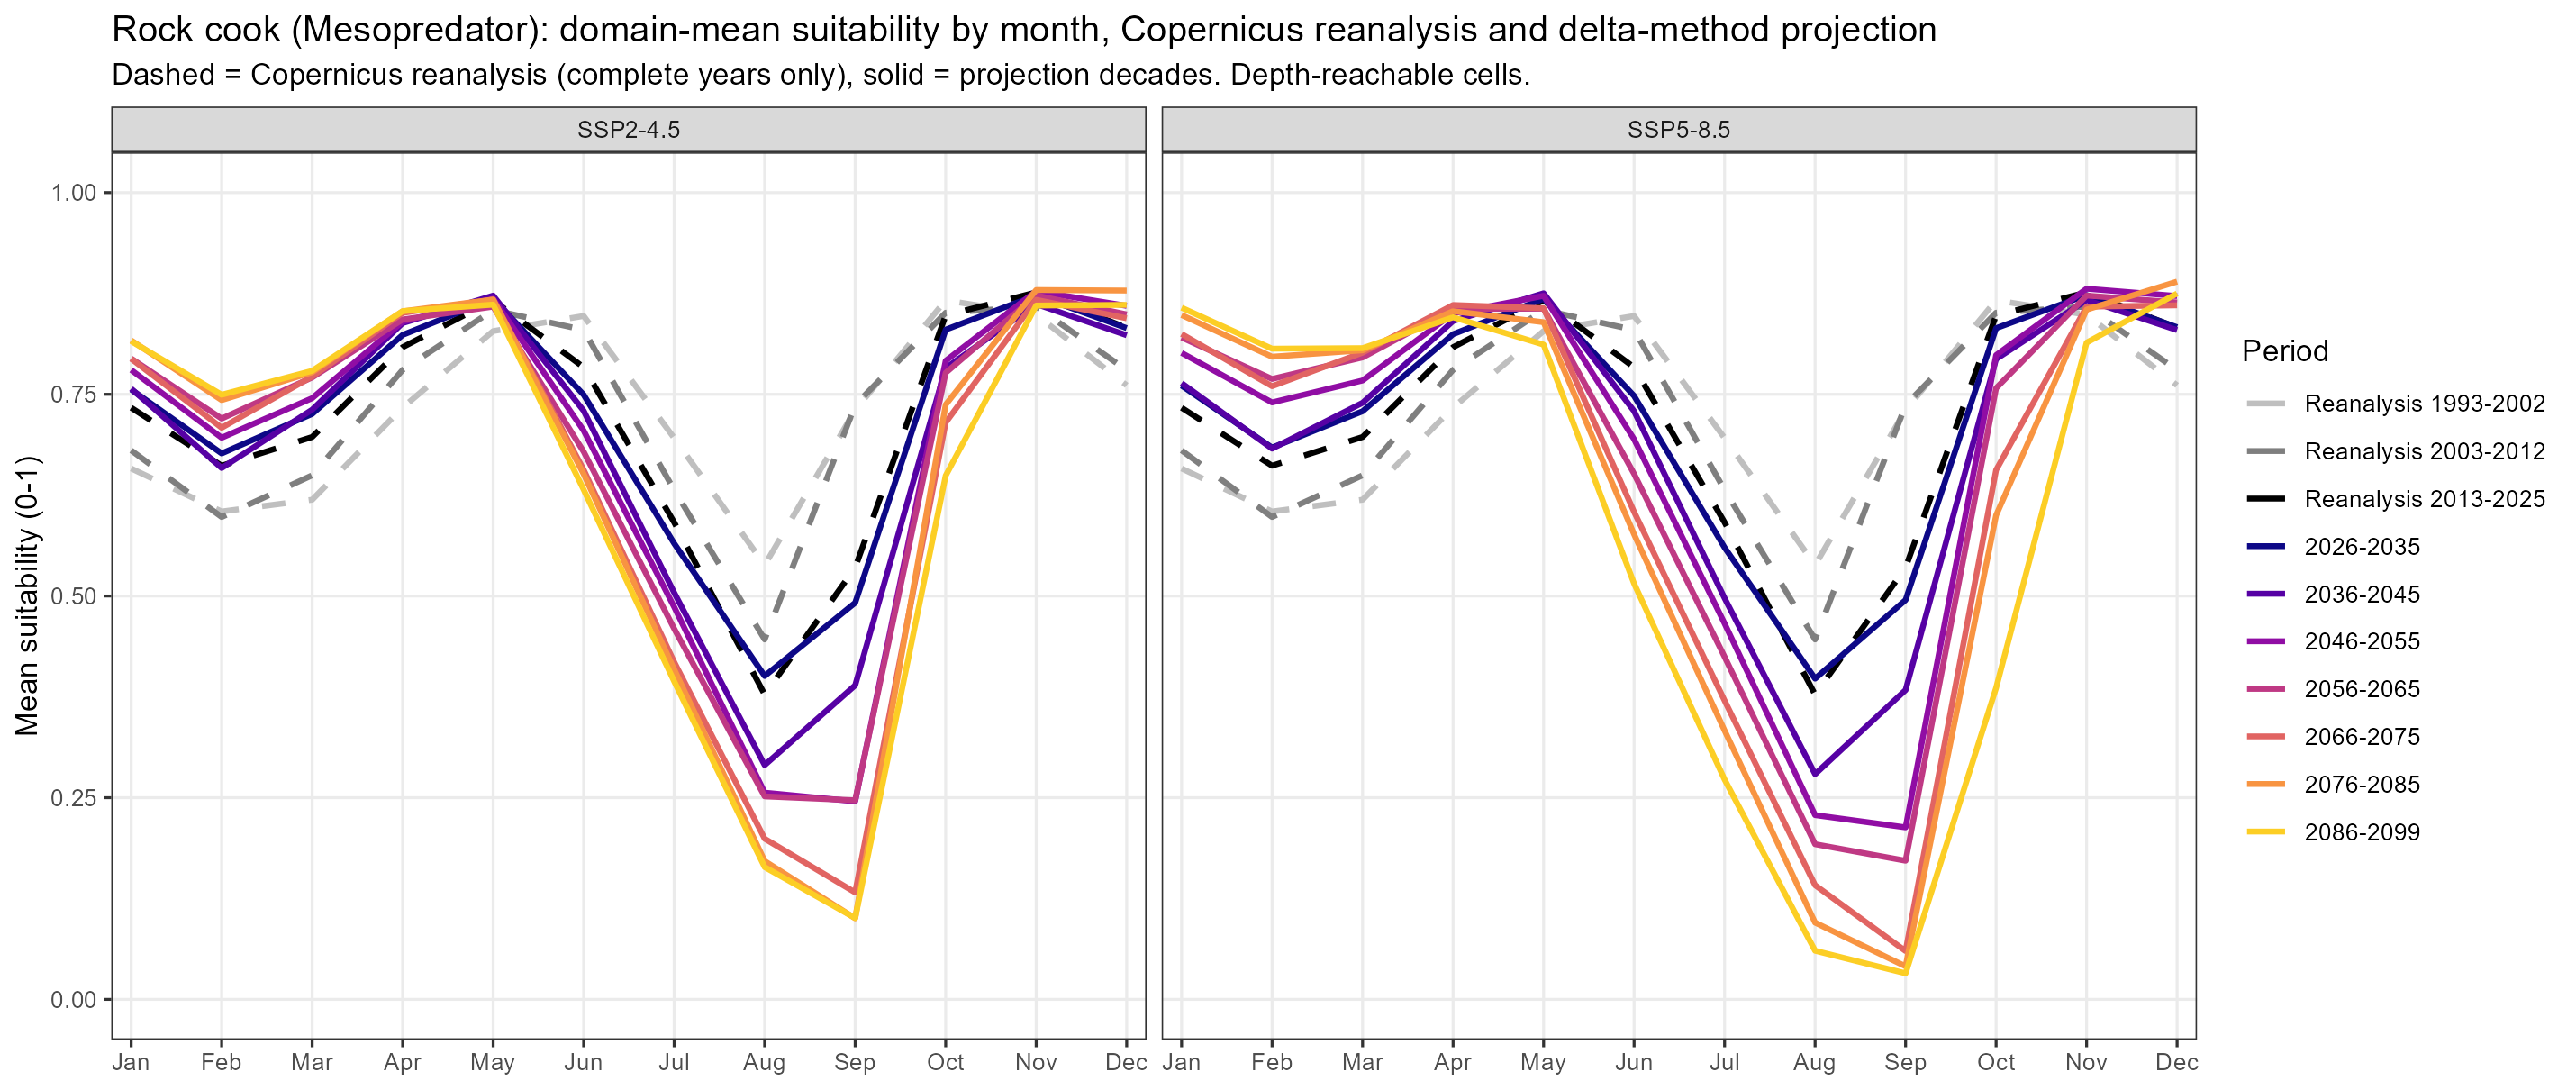 Rock cook (Mesopredator): domain-mean suitability by month, Copernicus reanalysis and delta-method projection
Dashed = Copernicus reanalysis (complete years only), solid = projection decades. Depth-reachable cells.
SSP2-4.5
SSP5-8.5
Mean suitability (0-1)
1.00
0.75
0.50
0.25
0.00
Jan Feb Mar Apr May Jun Jul Aug Sep Oct Nov Dec
Jan Feb Mar Apr May Jun Jul Aug Sep Oct Nov Dec
Period
Reanalysis 1993-2002
Reanalysis 2003-2012
Reanalysis 2013-2025
2026-2035
2036-2045
2046-2055
2056-2065
2066-2075
2076-2085
2086-2099